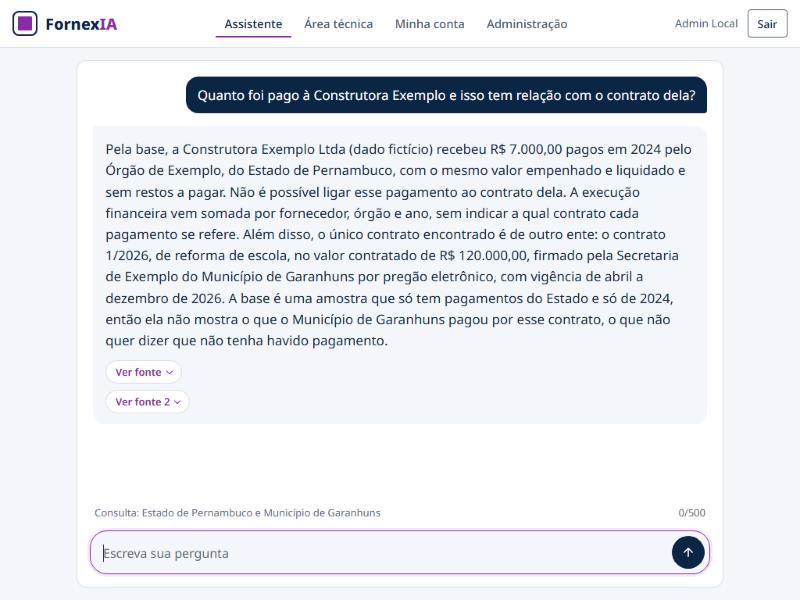 FornexIA
Assistente
Área técnica
Minha conta
Administração
Admin Local
Sair
Quanto foi pago à Construtora Exemplo e isso tem relação com o contrato dela?
Pela base, a Construtora Exemplo Ltda (dado fictício) recebeu R$ 7.000,00 pagos em 2024 pelo
Órgão de Exemplo, do Estado de Pernambuco, com o mesmo valor empenhado e liquidado e
sem restos a pagar. Não é possível ligar esse pagamento ao contrato dela. A execução
financeira vem somada por fornecedor, órgão e ano, sem indicar a qual contrato cada
pagamento se refere. Além disso, o único contrato encontrado é de outro ente: o contrato
1/2026, de reforma de escola, no valor contratado de R$ 120.000,00, firmado pela Secretaria
de Exemplo do Município de Garanhuns por pregão eletrônico, com vigência de abril a
dezembro de 2026. A base é uma amostra que só tem pagamentos do Estado e só de 2024,
então ela não mostra o que o Município de Garanhuns pagou por esse contrato, o que não
quer dizer que não tenha havido pagamento.
Ver fonte
Ver fonte 2
Consulta: Estado de Pernambuco e Município de Garanhuns
0/500
Escreva sua pergunta